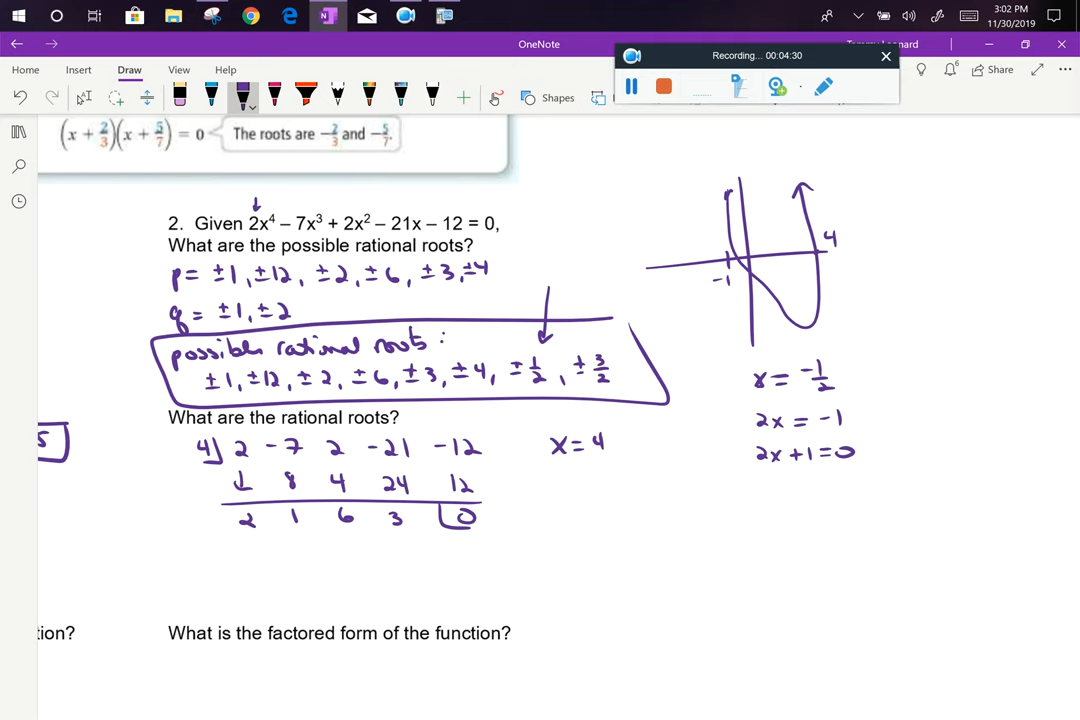 3:02 PM
11/30/2019
OneNote
Tammy Leonard
Recording... 00:04:30
Home Insert Draw View Help
Shapes
6
Share
(x + 2/3)(x + 5/7) = 0 The roots are −2/3 and −5/7.
2. Given 2x⁴ – 7x³ + 2x² – 21x – 12 = 0,
What are the possible rational roots?
p = ±1, ±12, ±2, ±6, ±3, ±4
q = ±1, ±2
possible rational roots:
±1, ±12, ±2, ±6, ±3, ±4, ±1/2, ±3/2
What are the rational roots?
5
4) 2 -7 2 -21 -12 x = 4
↓ 8 4 24 12
2 1 6 3 0
4
-1
x = -1/2
2x = -1
2x + 1 = 0
tion? What is the factored form of the function?